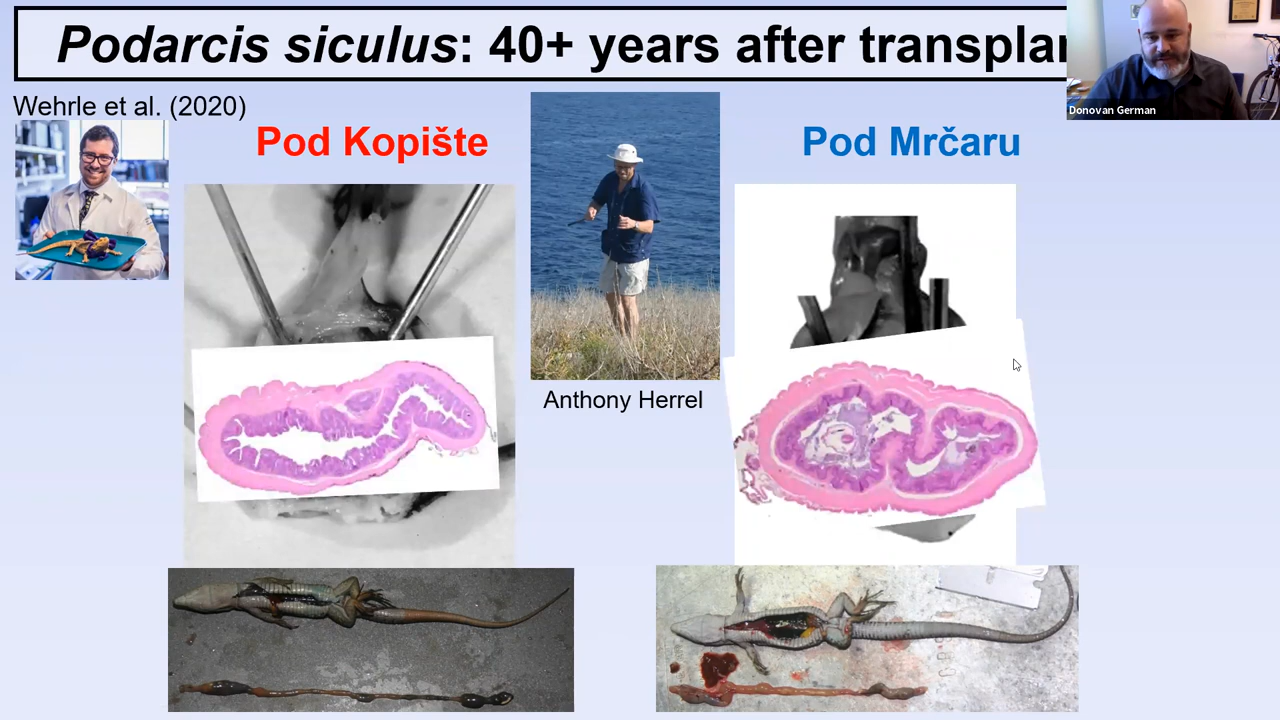 Podarcis siculus: 40+ years after transplan
Donovan German
Wehrle et al. (2020)
Pod Kopište
Pod Mrčaru
Anthony Herrel